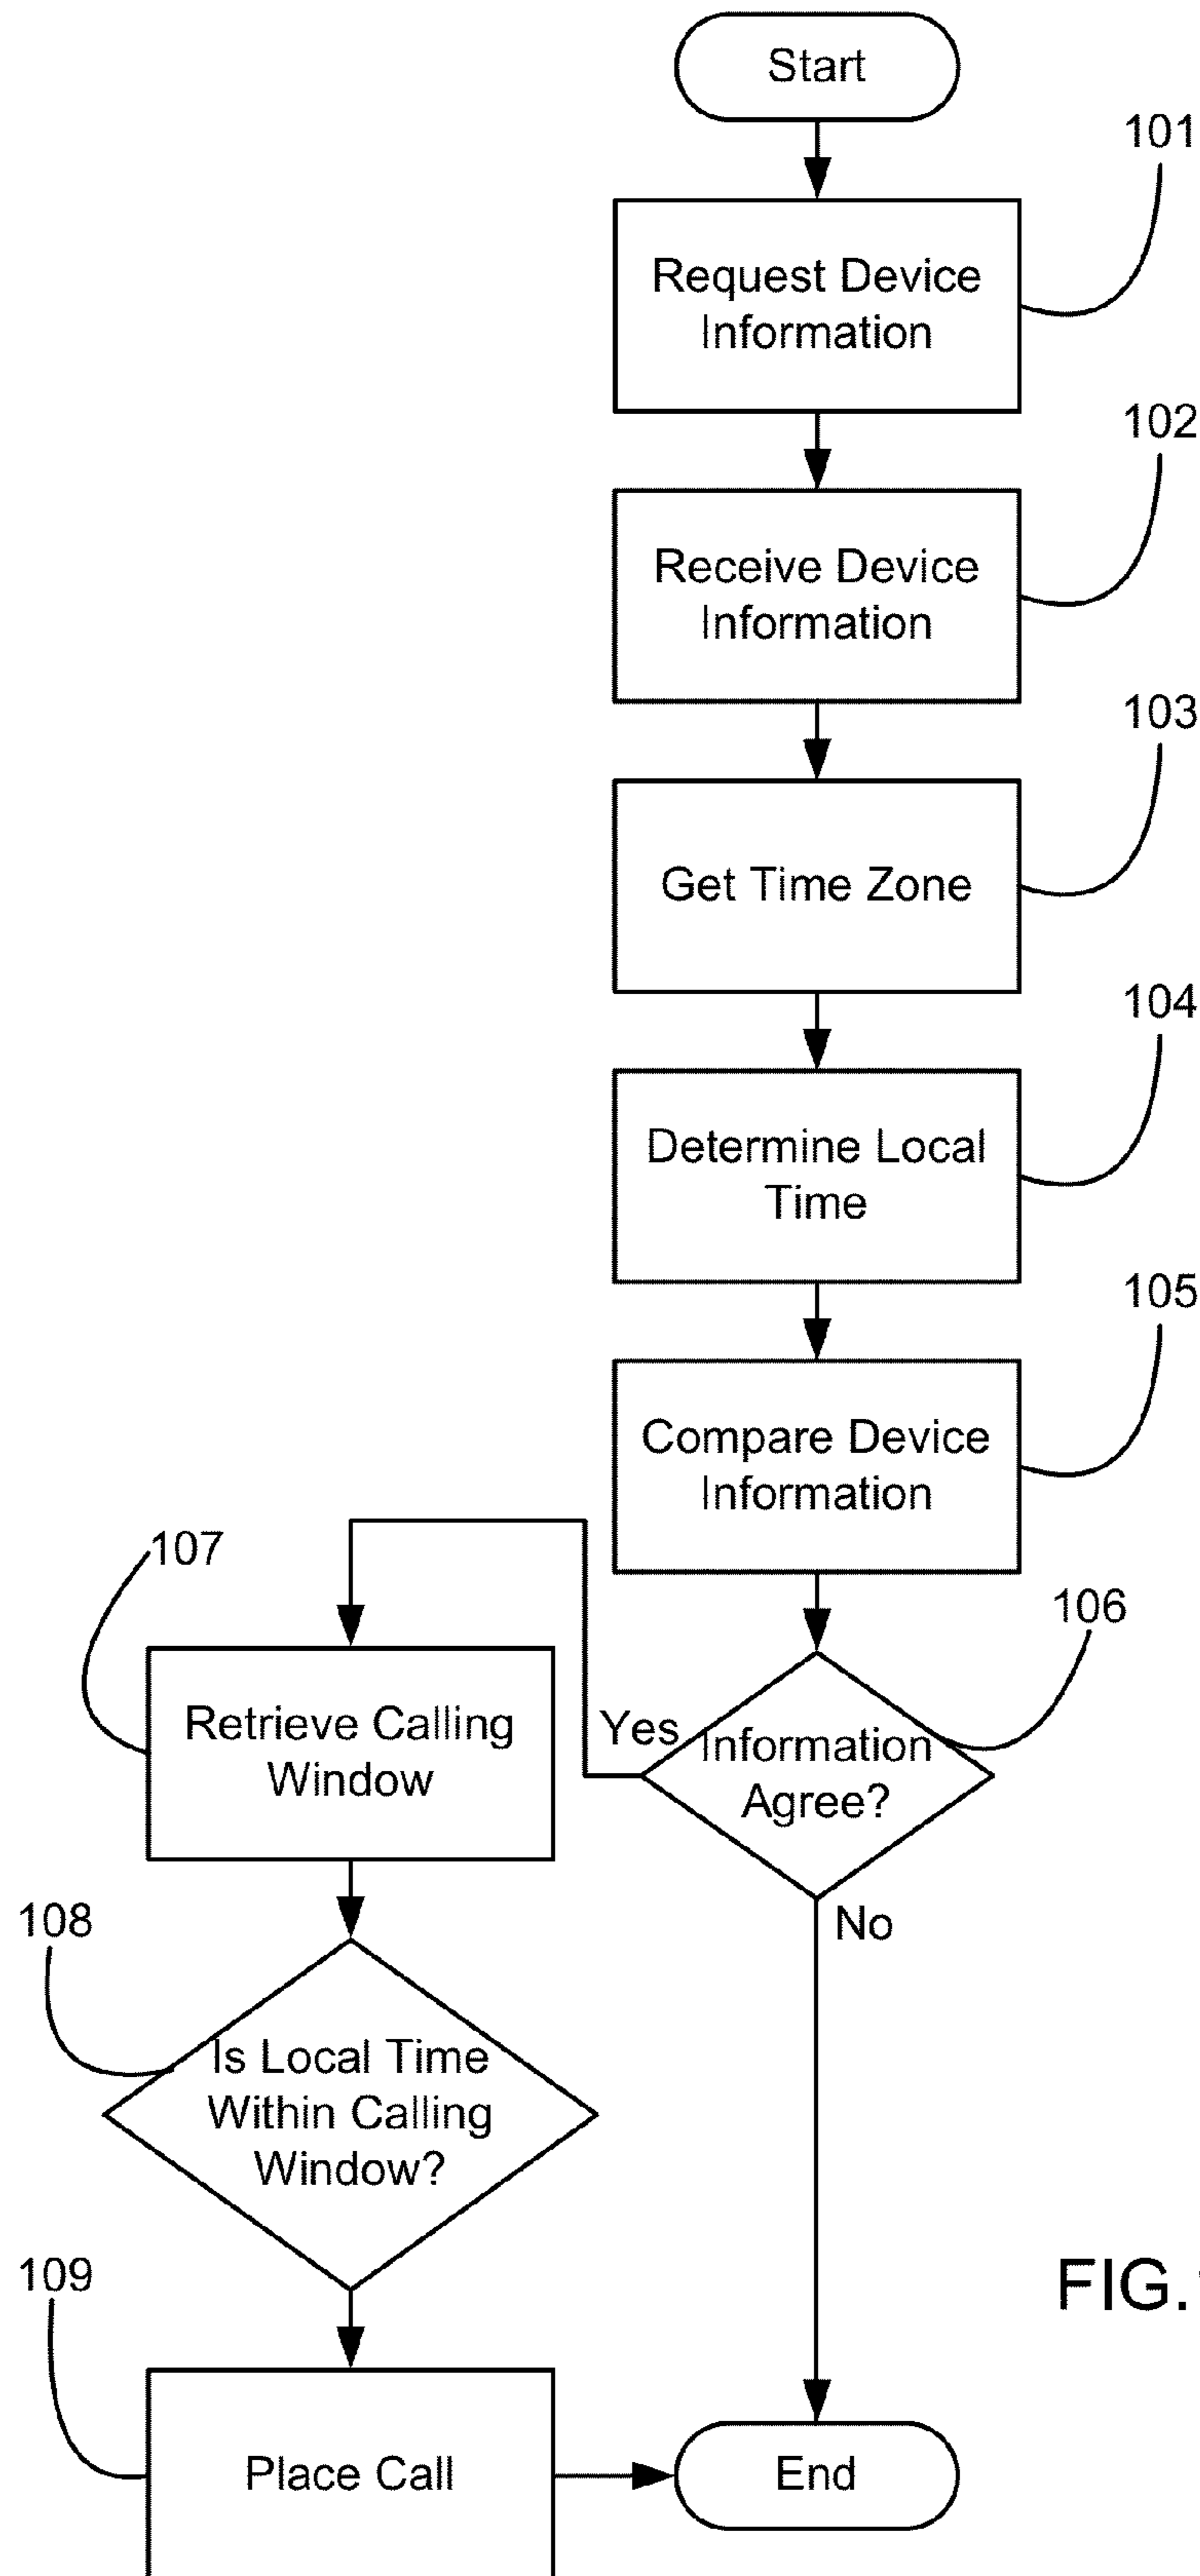 Start
101
Request Device
Information
102
Receive Device
Information
103
Get Time Zone
104
Determine Local
Time
105
Compare Device
Information
107
106
Retrieve Calling
Window
Yes
Information
Agree?
No
108
Is Local Time
Within Calling
Window?
109
FIG.
Place Call
End